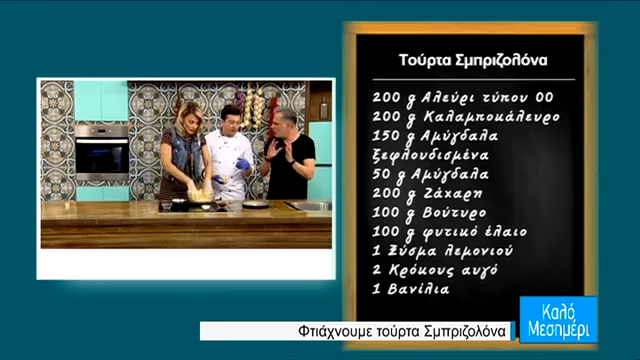 Τούρτα Σμπριζολόνα
200 g Αλεύρι τύπου 00
200 g Καλαμποκάλευρο
150 g Αμύγδαλα
ξεφλουδισμένα
50 g Αμύγδαλα
200 g Ζάχαρη
100 g Βούτυρο
100 g φυτικό έλαιο
1 Ξύσμα λεμονιού
2 Κρόκους αυγό
1 Βανίλια
Καλό
Μεσημέρι
Φτιάχνουμε τούρτα Σμπριζολόνα